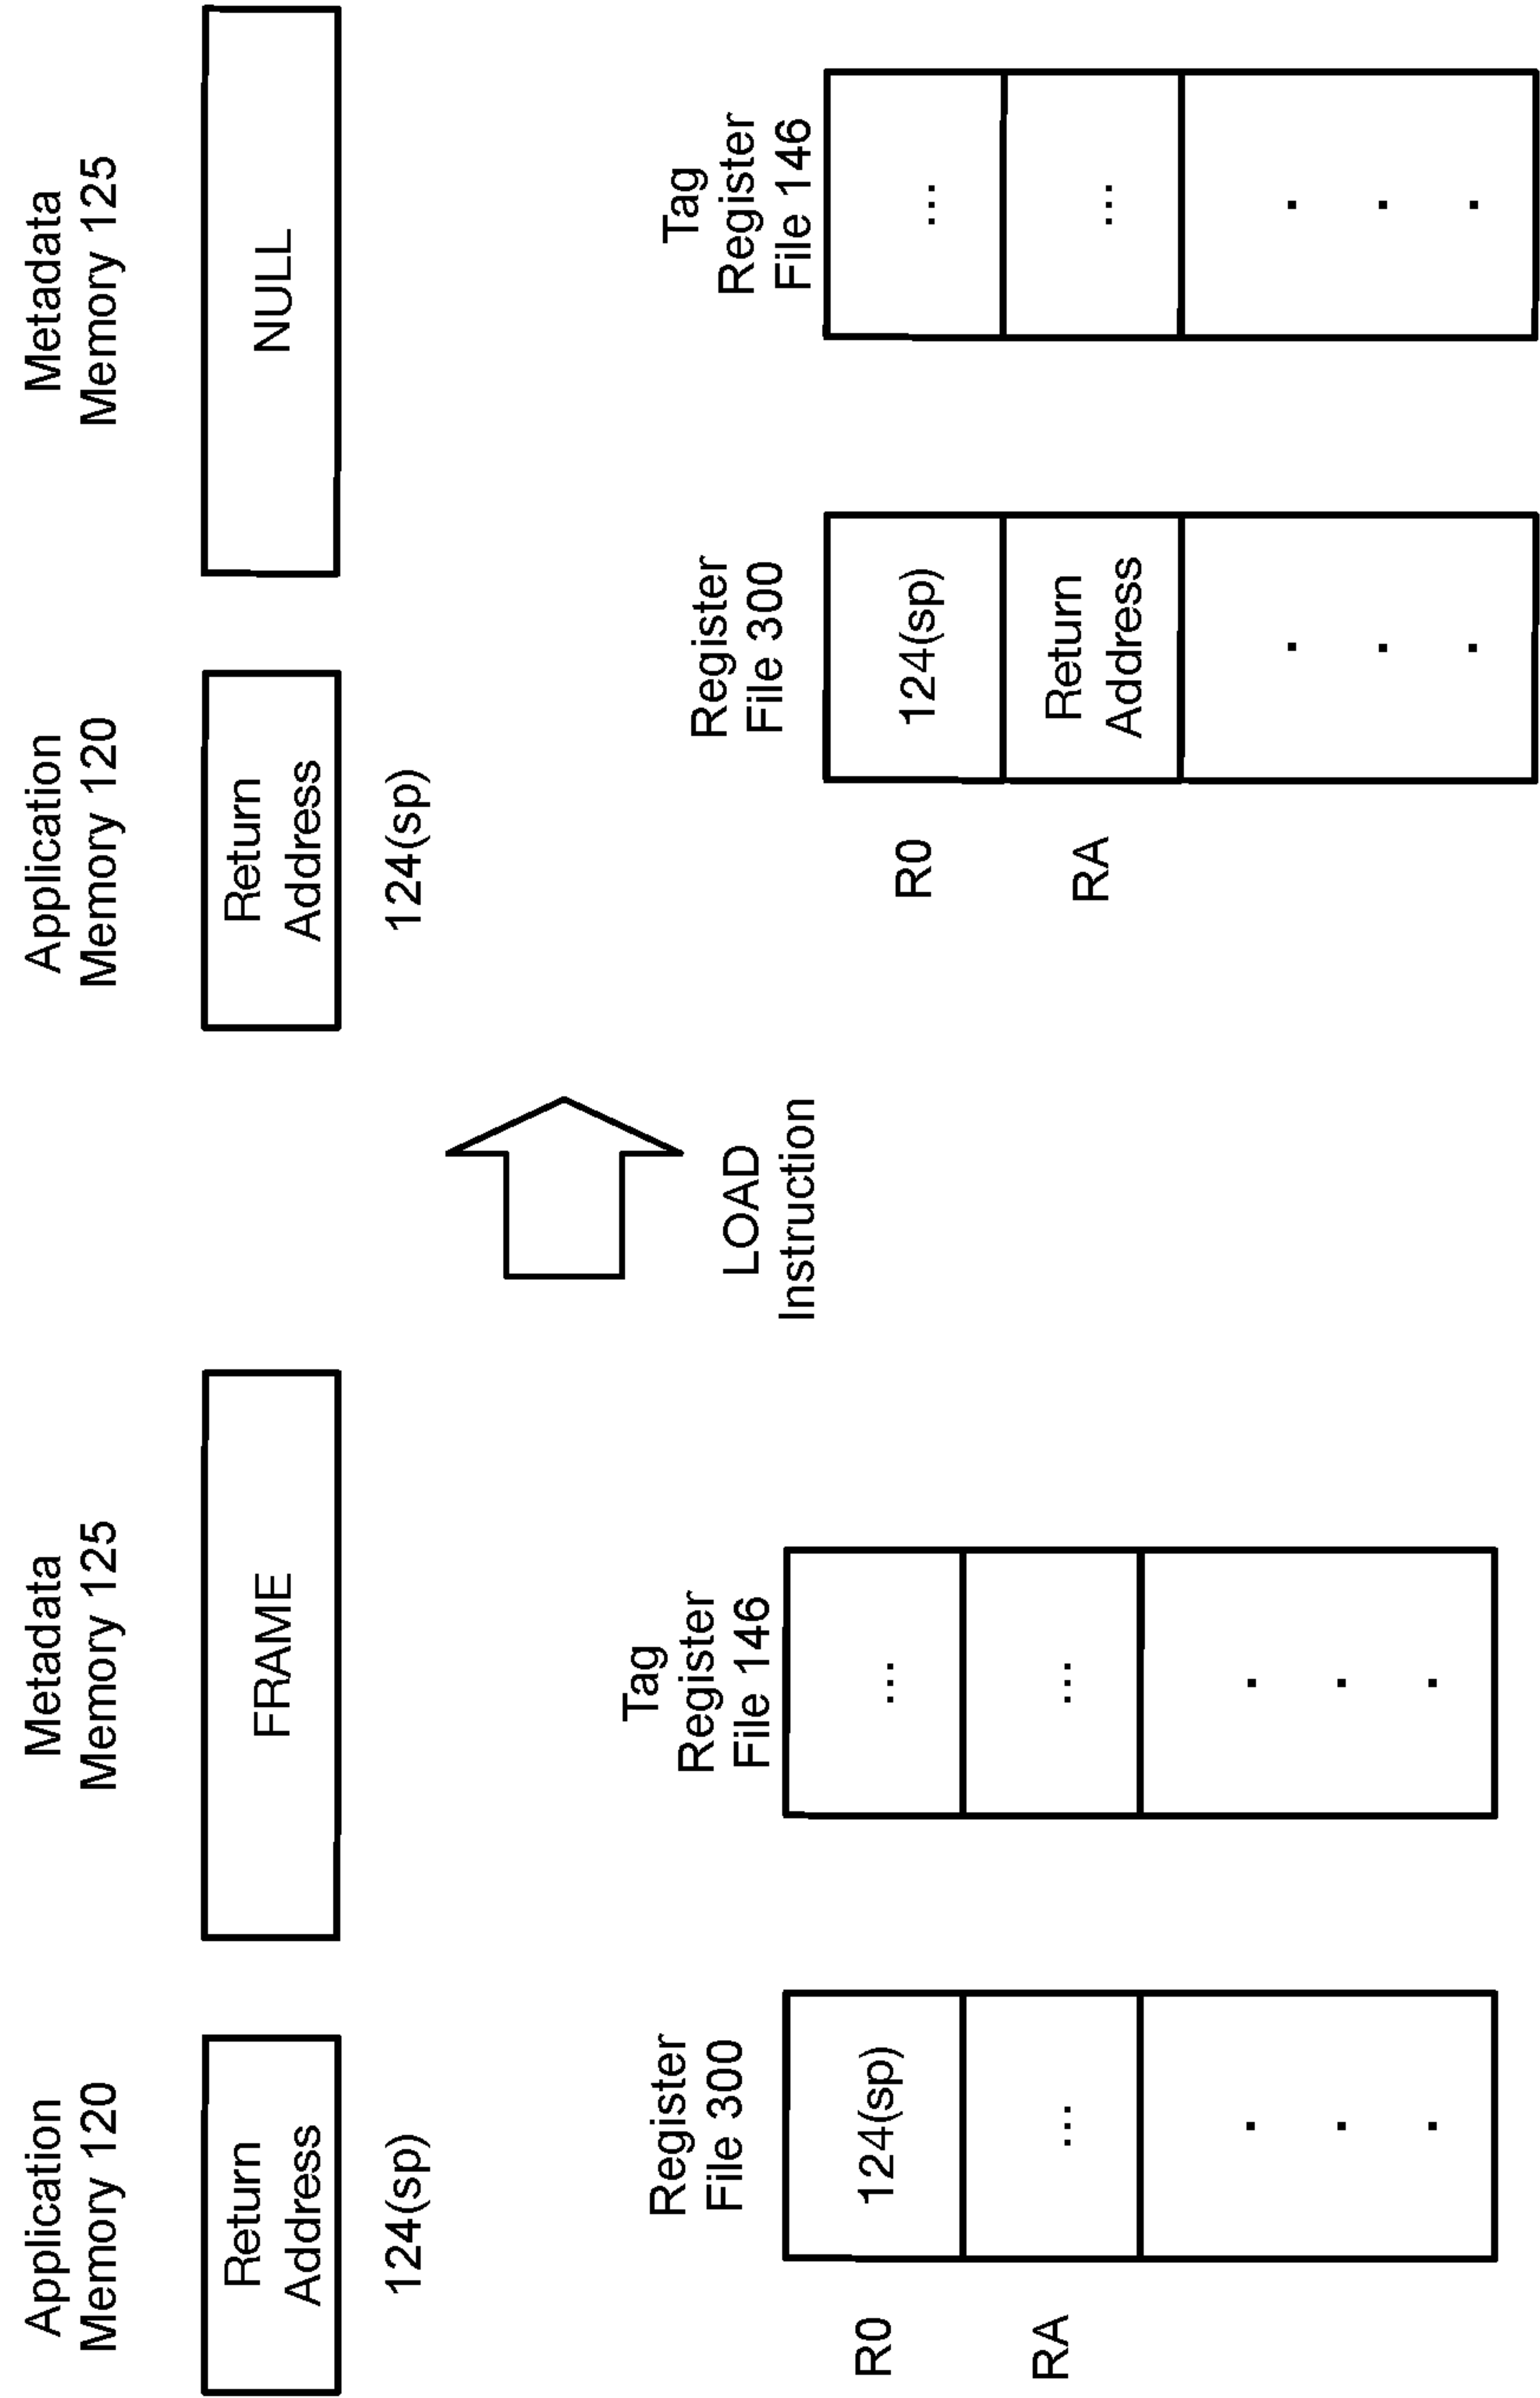 Application
Memory 120
Metadata
Memory 125
Return
Address
FRAME
124(sp)
Register
File 300
Tag
Register
File 146
R0
124(sp)
...
RA
...
...
.
.
.
.
.
.
LOAD
Instruction
Application
Memory 120
Metadata
Memory 125
Return
Address
NULL
124(sp)
Register
File 300
Tag
Register
File 146
R0
124(sp)
...
RA
Return
Address
...
.
.
.
.
.
.